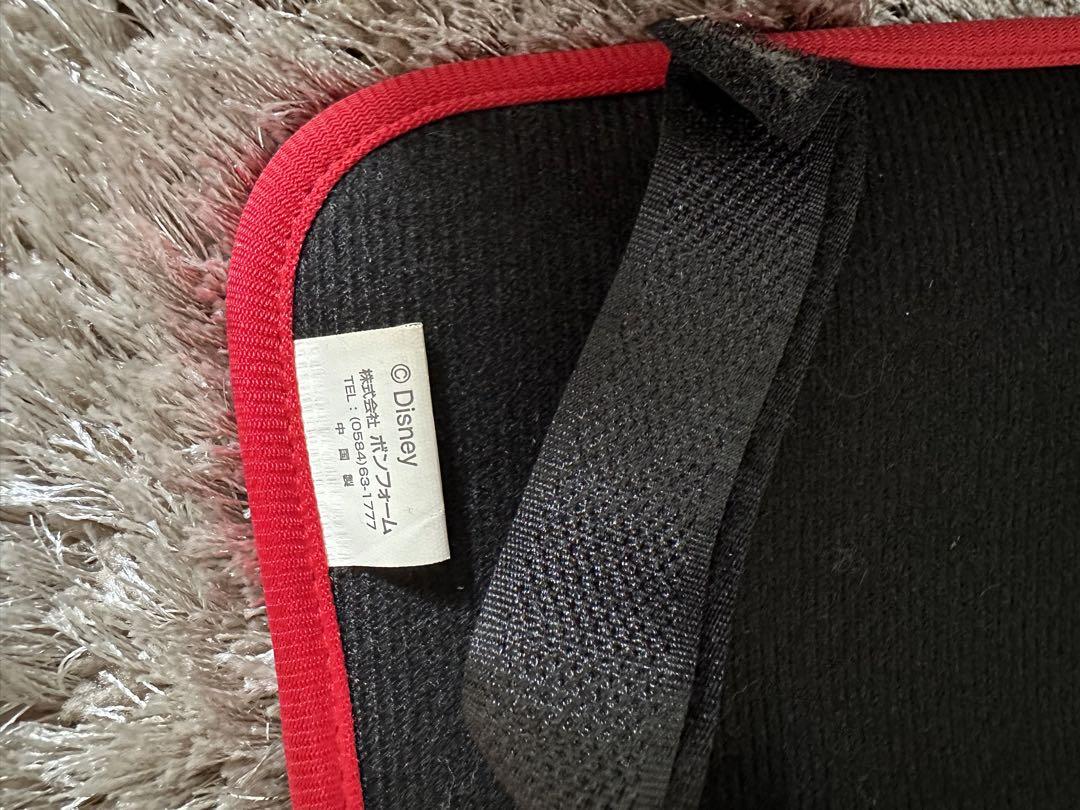 © Disney
株式会社 ボンフォーム
TEL：(0584)63-1777
中 国 製